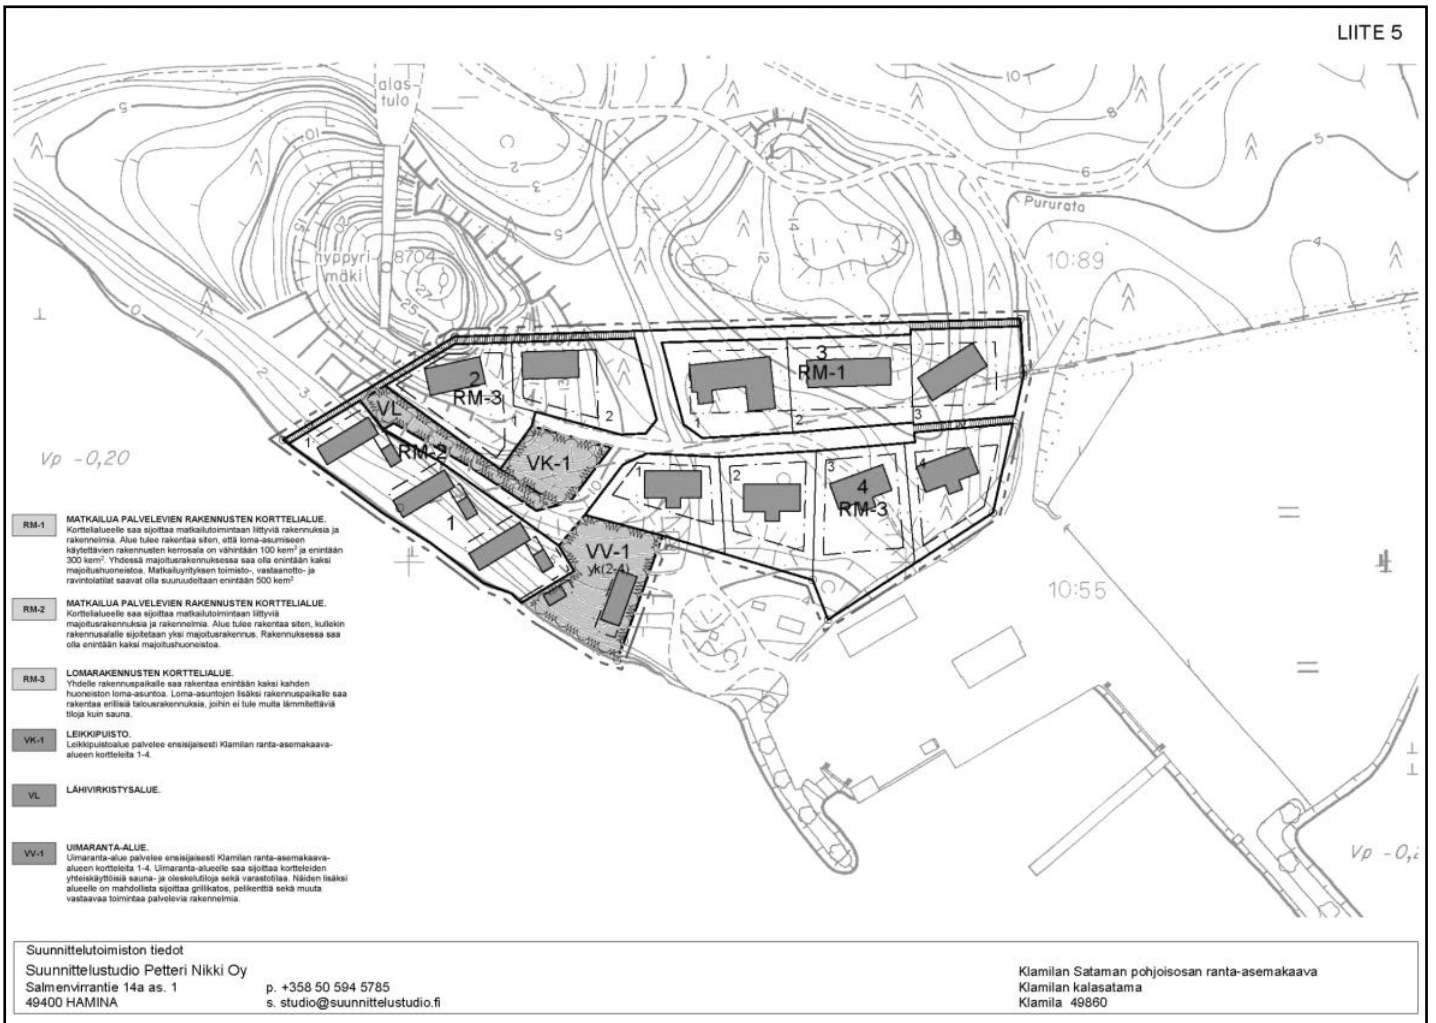 LIITE 5
alas-
tulo
hyppyri
mäki
8704
Pururata
10:89
10:55
Vp -0,20
3
RM-1
2
RM-3
VL
RM-2
VK-1
1
4
RM-3
VV-1
yk(2-4)
RM-1
MATKAILUA PALVELEVIEN RAKENNUSTEN KORTTELIALUE.
Korttelialueelle saa sijoittaa matkailutoimintaan liittyviä rakennuksia ja
rakennelmia. Alue tulee rakentaa siten, että loma-asumiseen
käytettävien rakennusten kerrosala on vähintään 100 kem² ja enintään
300 kem². Yhdessä majoitusrakennuksessa saa olla enintään kaksi
majoitushuoneistoa. Matkailuyrityksen toimisto-, vastaanotto- ja
ravintolatilat saavat olla suuruudeltaan enintään 500 kem²
RM-2
MATKAILUA PALVELEVIEN RAKENNUSTEN KORTTELIALUE.
Korttelialueelle saa sijoittaa matkailutoimintaan liittyviä
majoitusrakennuksia ja rakennelmia. Alue tulee rakentaa siten, kullekin
rakennusalalle sijoitetaan yksi majoitusrakennus. Rakennuksessa saa
olla enintään kaksi majoitushuoneistoa.
RM-3
LOMARAKENNUSTEN KORTTELIALUE.
Yhdelle rakennuspaikalle saa rakentaa enintään kaksi kahden
huoneiston loma-asuntoa. Loma-asuntojen lisäksi rakennuspaikalle saa
rakentaa erillisiä talousrakennuksia, joihin ei tule muita lämmitettäviä
tiloja kuin sauna.
VK-1
LEIKKIPUISTO.
Leikkipuistoalue palvelee ensisijaisesti Klamilan ranta-asemakaava-
alueen kortteleita 1-4.
VL
LÄHIVIRKISTYSALUE.
VV-1
UIMARANTA-ALUE.
Uimaranta-alue palvelee ensisijaisesti Klamilan ranta-asemakaava-
alueen kortteleita 1-4. Uimaranta-alueelle saa sijoittaa kortteleiden
yhteiskäyttöisiä sauna- ja oleskelutiloja sekä varastotilaa. Näiden lisäksi
alueelle on mahdollista sijoittaa grillikatos, pelikenttiä sekä muuta
vastaavaa toimintaa palvelevia rakennelmia.
Suunnittelutoimiston tiedot
Suunnittelustudio Petteri Nikki Oy
Salmenvirrantie 14a as. 1
49400 HAMINA
p. +358 50 594 5785
s. studio@suunnittelustudio.fi
Klamilan Sataman pohjoisosan ranta-asemakaava
Klamilan kalasatama
Klamila 49860